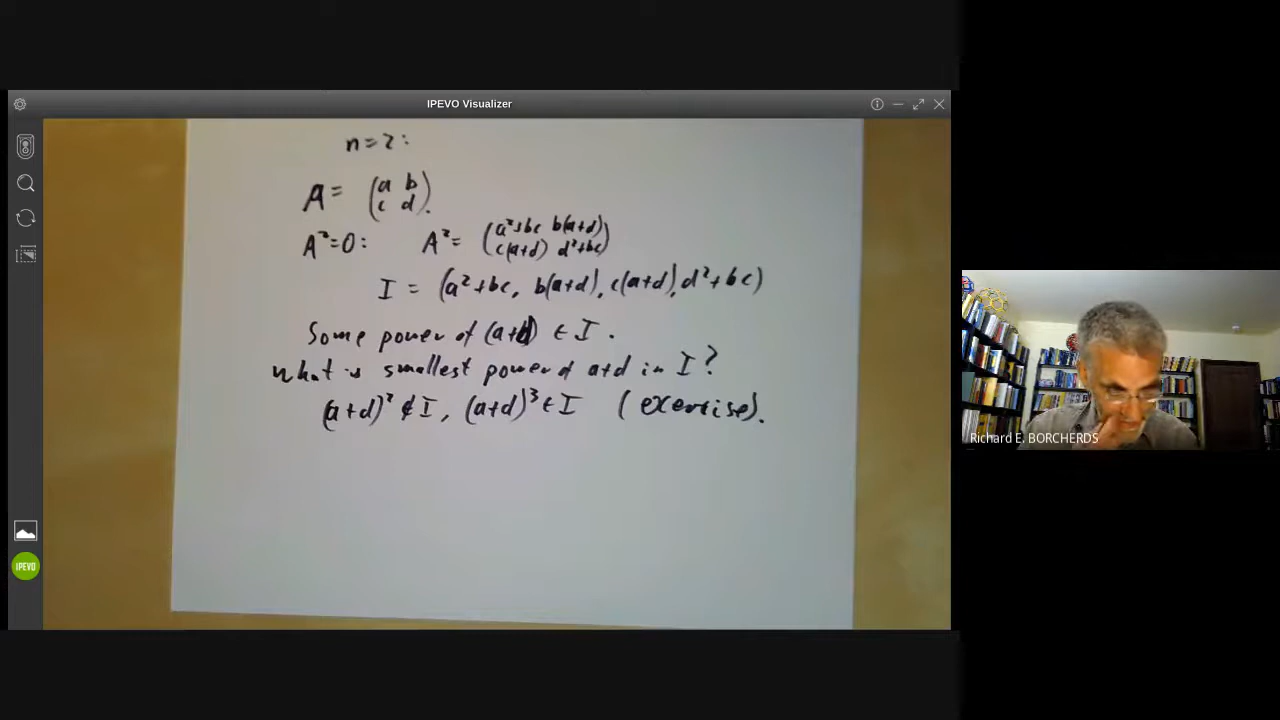 IPEVO Visualizer
n=2:
A = (a b
c d).
A²=0: A² = (a²+bc b(a+d)
c(a+d) d²+bc)
I = (a²+bc, b(a+d), c(a+d), d²+bc)
Some power of (a+d) ∈ I.
What is smallest power of a+d in I?
(a+d)² ∉ I, (a+d)³ ∈ I (exercise).
Richard E. BORCHERDS
IPEVO